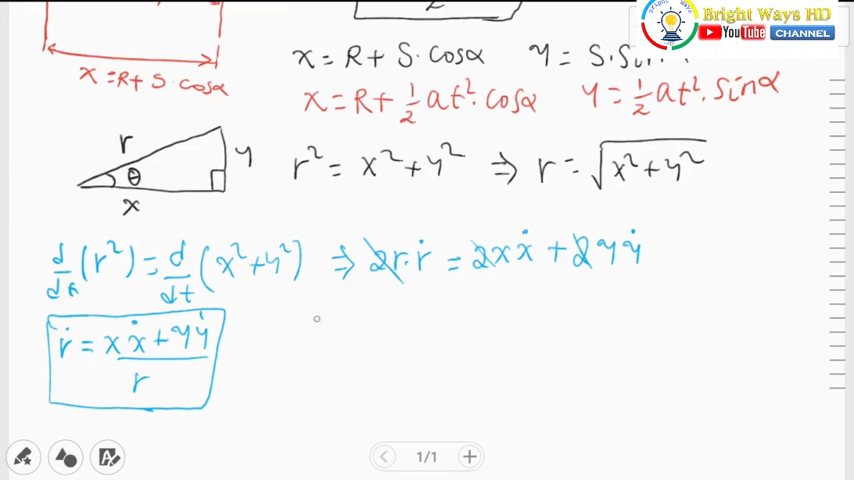 Bright Ways HD
YouTube CHANNEL
x = R + S · cosα
x = R + S · Cosα y = S · Sin
x = R + 1/2 at² · cosα y = 1/2 at² · Sinα
r
θ
y
x
r² = x² + y² ⇒ r = √(x² + y²)
d/dt (r²) = d/dt (x² + y²) ⇒ 2r · ṙ = 2xẋ + 2yẏ
ṙ = (xẋ + yẏ)/r
1/1